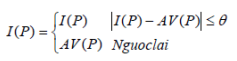 I(P) = { I(P) |I(P) − AV(P)| ≤ θ
AV(P) Nguoclai